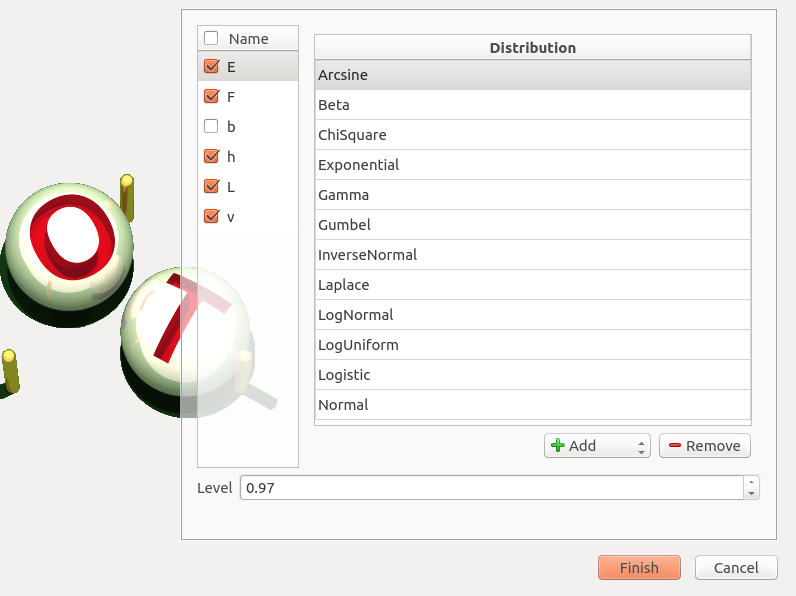 Name
E
F
b
h
L
v
Distribution
Arcsine
Beta
ChiSquare
Exponential
Gamma
Gumbel
InverseNormal
Laplace
LogNormal
LogUniform
Logistic
Normal
Add
Remove
Level 0.97
Finish
Cancel
O
T